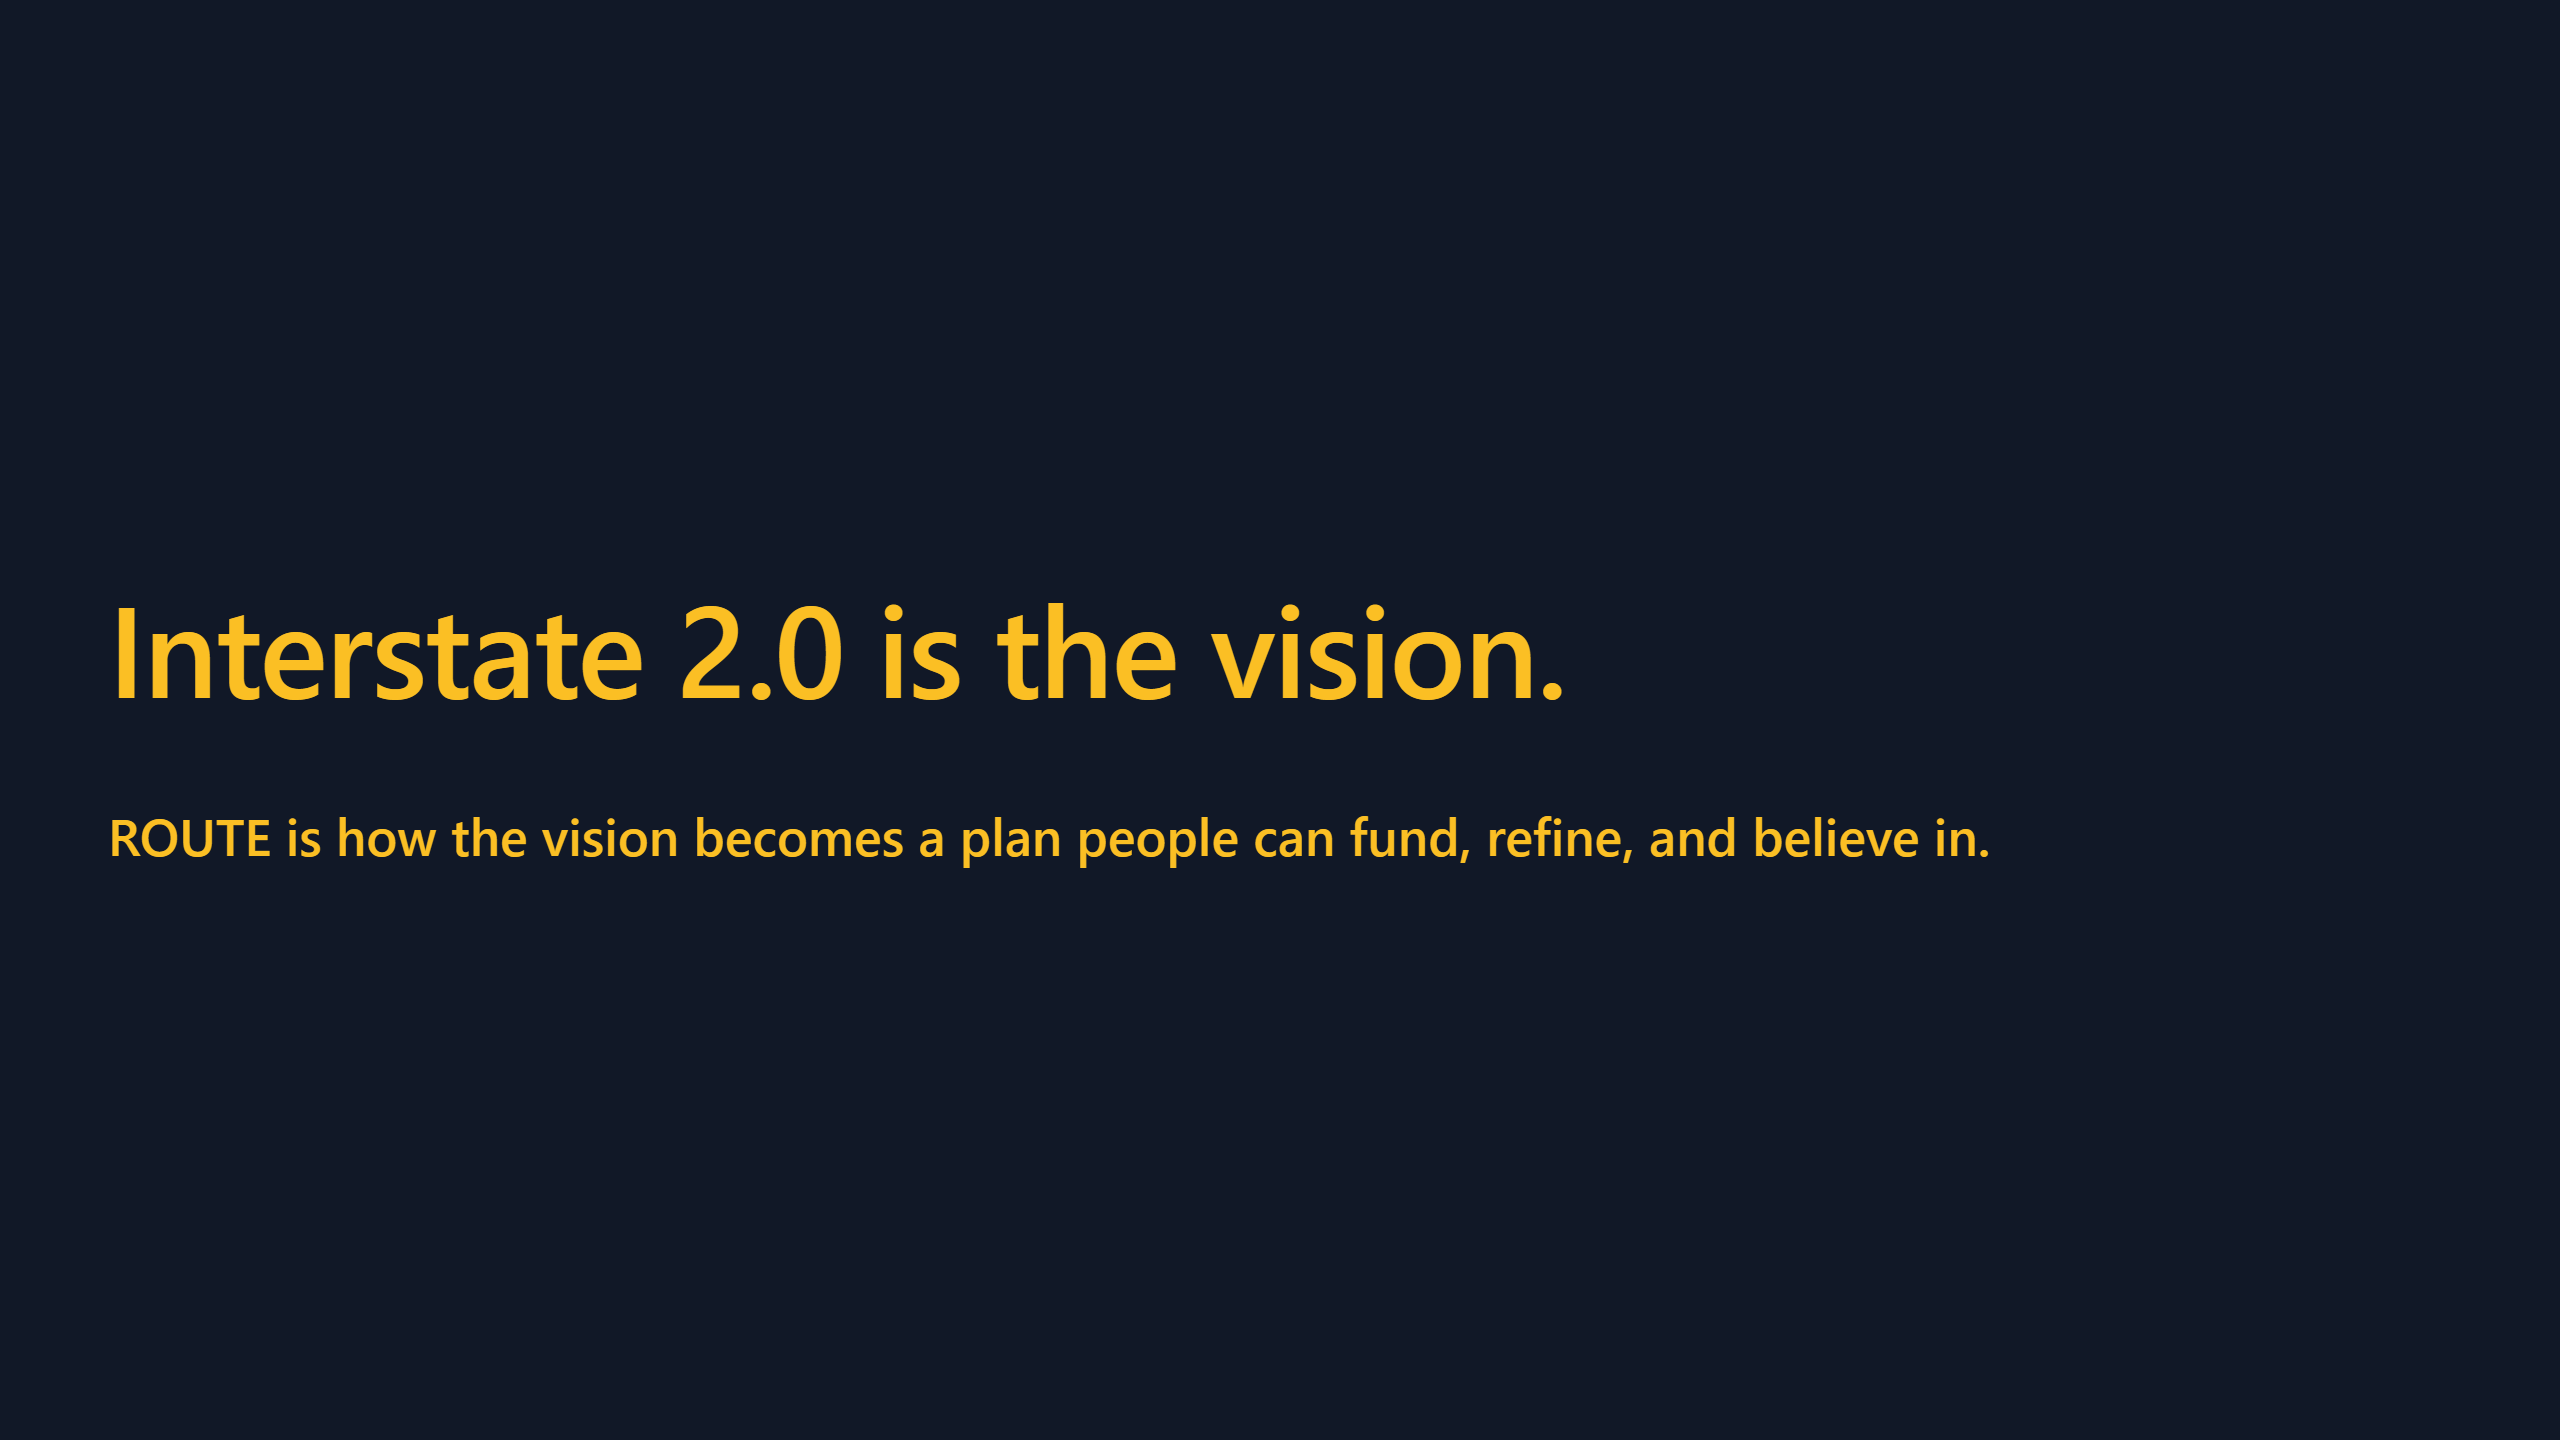 Interstate 2.0 is the vision.
ROUTE is how the vision becomes a plan people can fund, refine, and believe in.